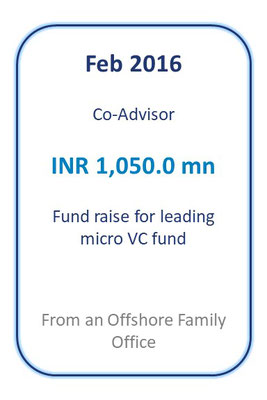 Feb 2016
Co-Advisor
INR 1,050.0 mn
Fund raise for leading
micro VC fund
From an Offshore Family
Office